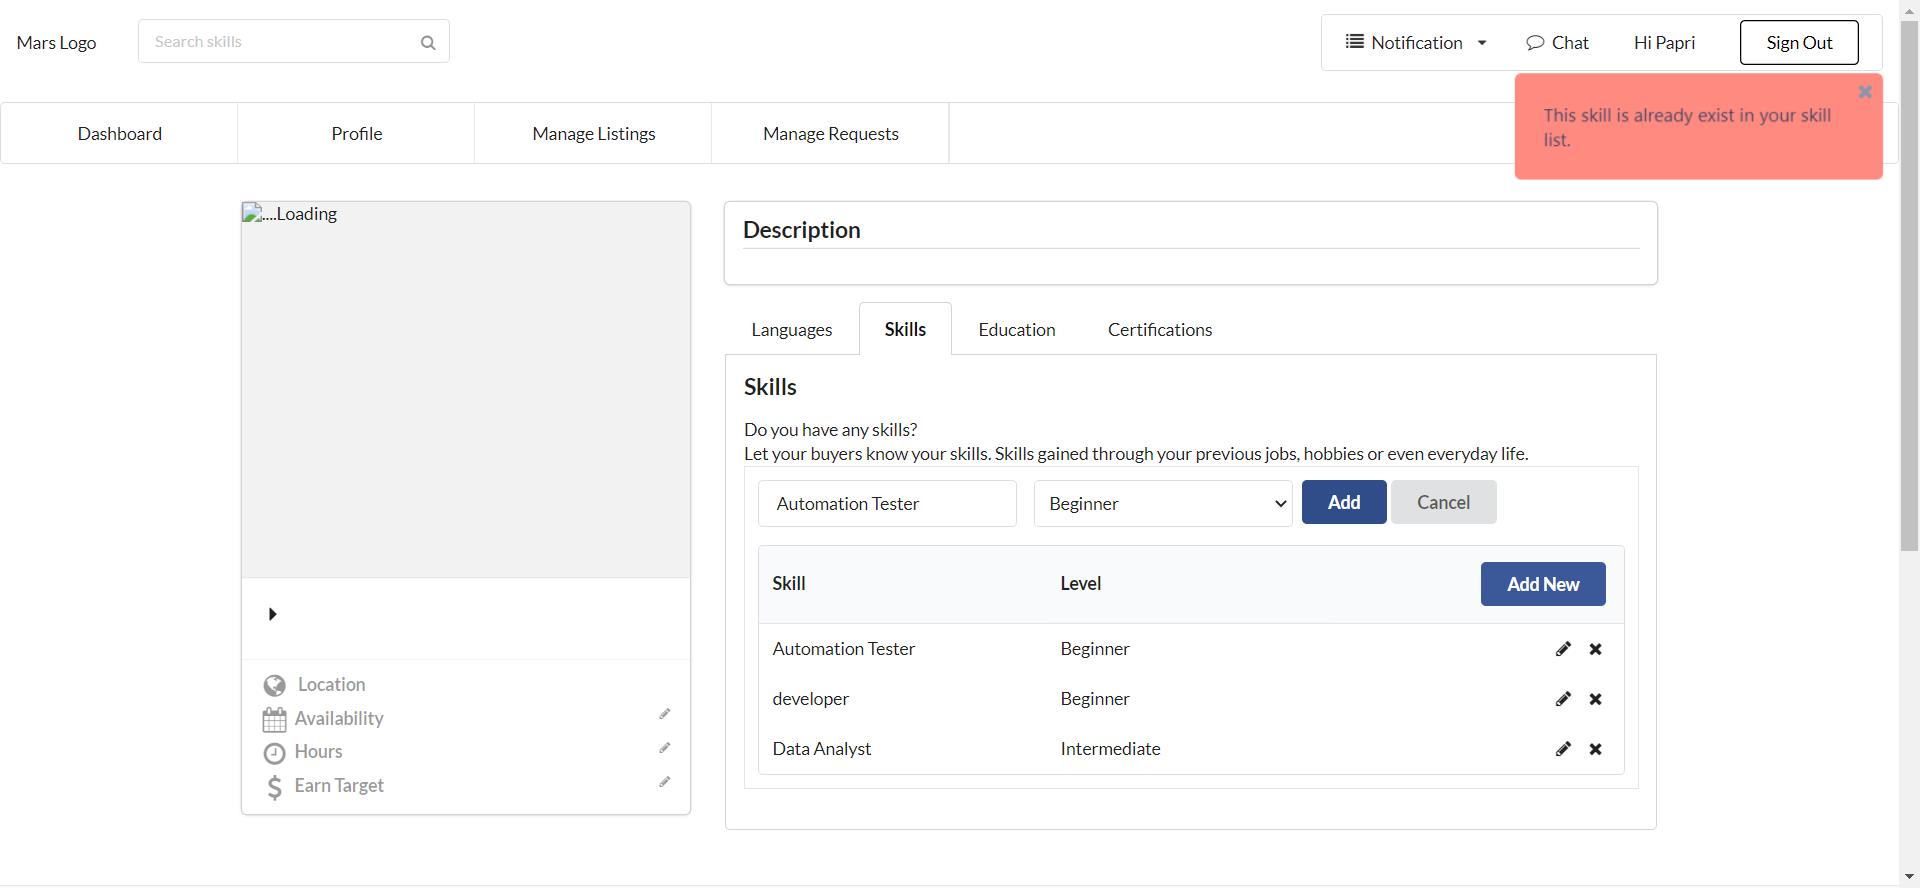 Mars Logo
Search skills
Notification
Chat
Hi Papri
Sign Out
This skill is already exist in your skill
list.
Dashboard
Profile
Manage Listings
Manage Requests
....Loading
Location
Availability
Hours
Earn Target
Description
Languages
Skills
Education
Certifications
Skills
Do you have any skills?
Let your buyers know your skills. Skills gained through your previous jobs, hobbies or even everyday life.
Automation Tester
Beginner
Add
Cancel
Skill
Level
Add New
Automation Tester
Beginner
developer
Beginner
Data Analyst
Intermediate